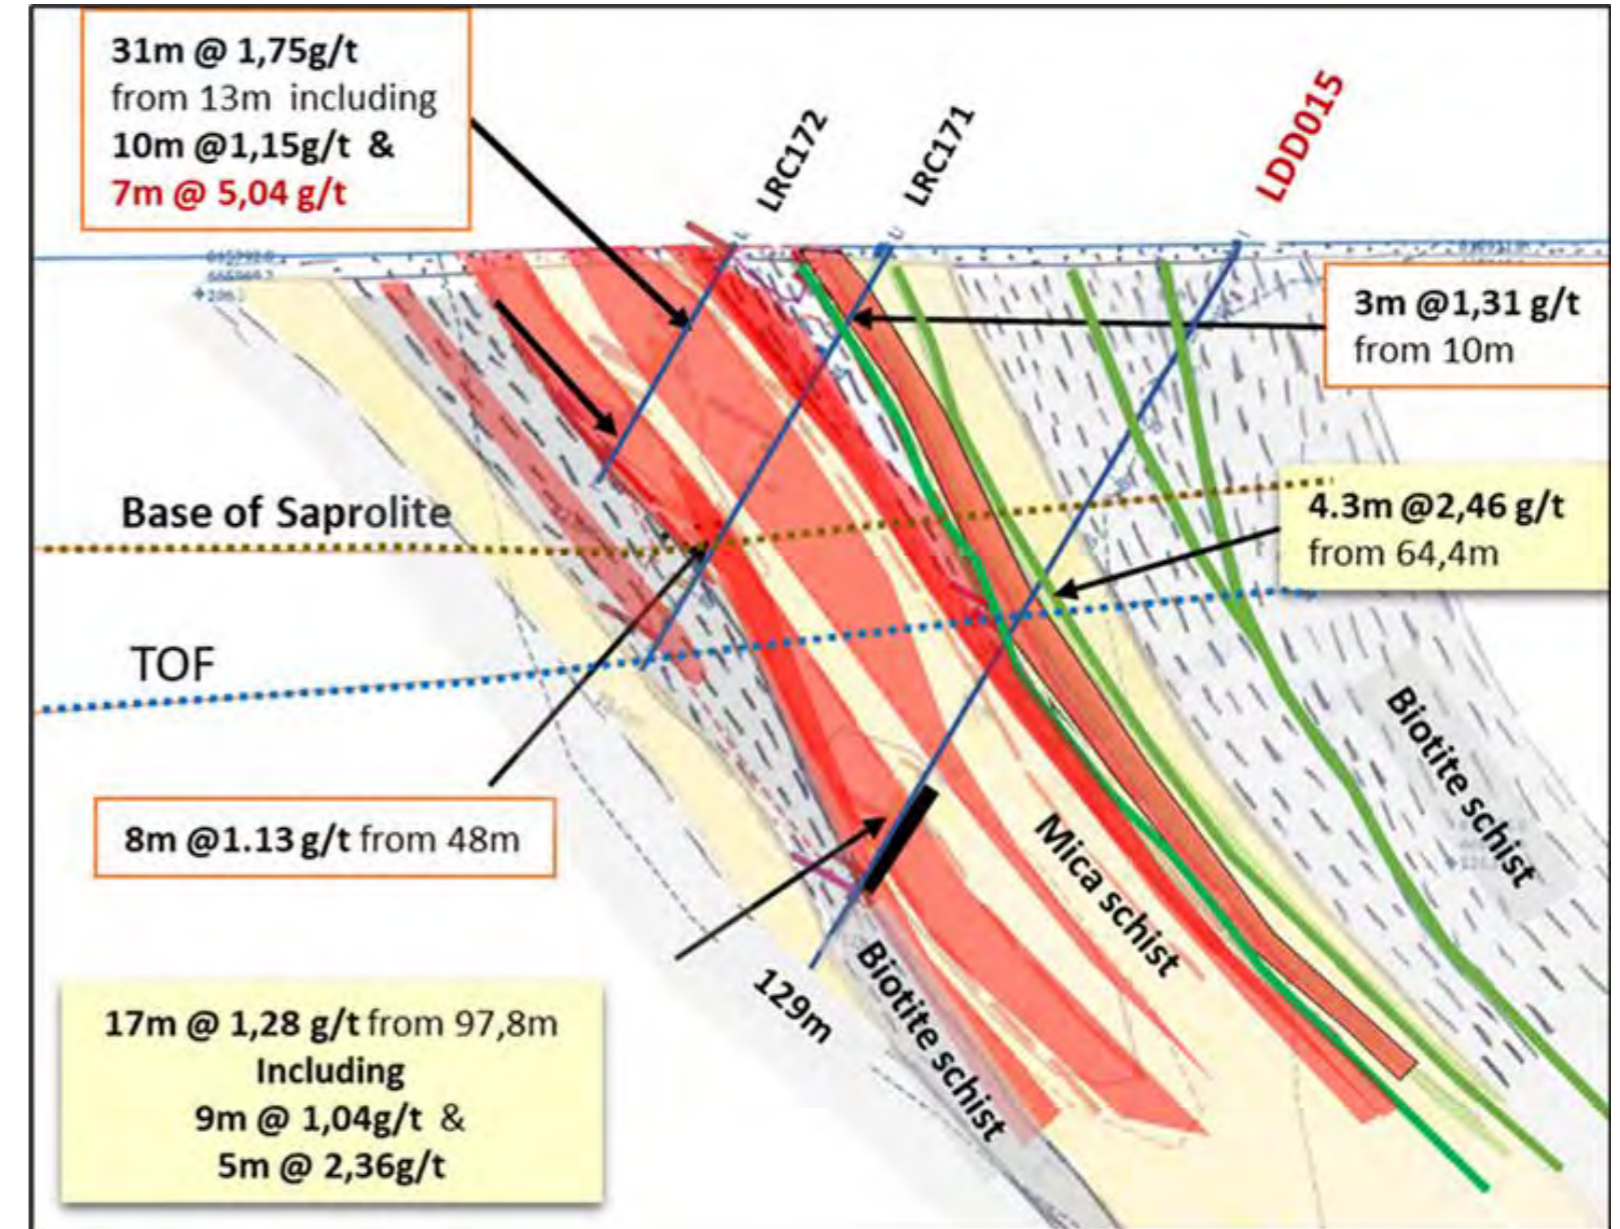 31m @ 1,75g/t
from 13m including
10m @1,15g/t &
7m @ 5,04 g/t
LRC172
LRC171
LDD015
3m @1,31 g/t
from 10m
Base of Saprolite
4.3m @2,46 g/t
from 64,4m
TOF
Biotite schist
8m @1.13 g/t from 48m
Mica schist
129m
Biotite schist
17m @ 1,28 g/t from 97,8m
Including
9m @ 1,04g/t &
5m @ 2,36g/t